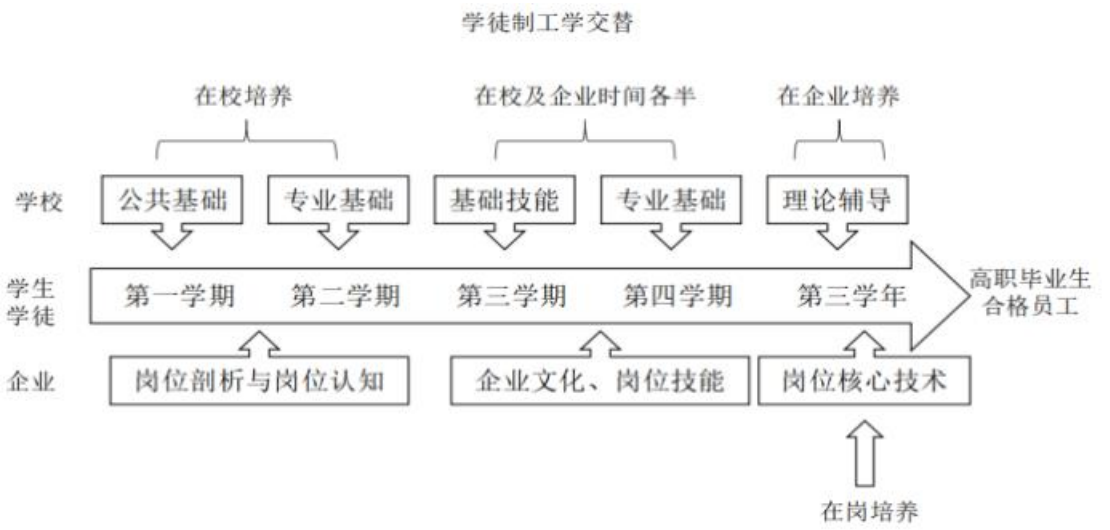 学徒制工学交替
在校培养 在校及企业时间各半 在企业培养
学校 公共基础 专业基础 基础技能 专业基础 理论辅导
学生
学徒
第一学期 第二学期 第三学期 第四学期 第三学年
高职毕业生
合格员工
企业 岗位剖析与岗位认知 企业文化、岗位技能 岗位核心技术
在岗培养